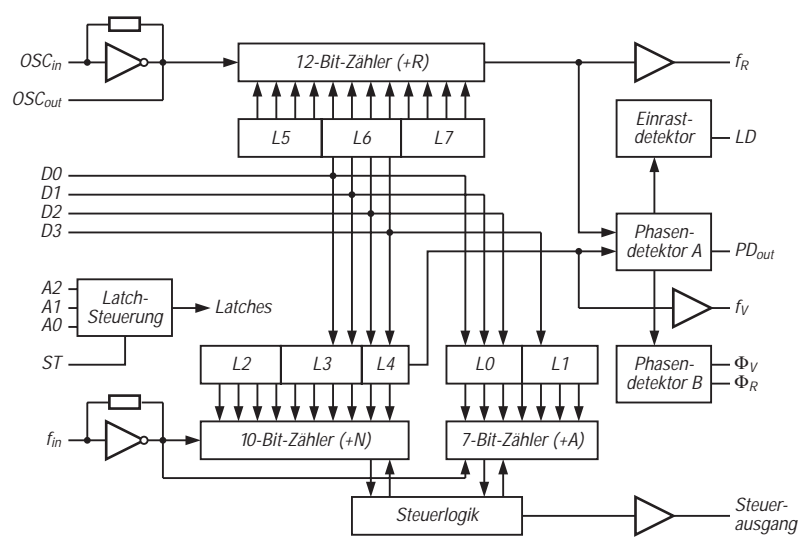 OSCin
OSCout
12-Bit-Zähler (+R)
fR
L5 L6 L7
Einrast-
detektor
LD
D0
D1
D2
D3
Phasen-
detektor A
PDout
A2
A1
A0
ST
Latch-
Steuerung
Latches
fV
L2 L3 L4
L0 L1
Phasen-
detektor B
ΦV
ΦR
fin
10-Bit-Zähler (+N)
7-Bit-Zähler (+A)
Steuerlogik
Steuer-
ausgang